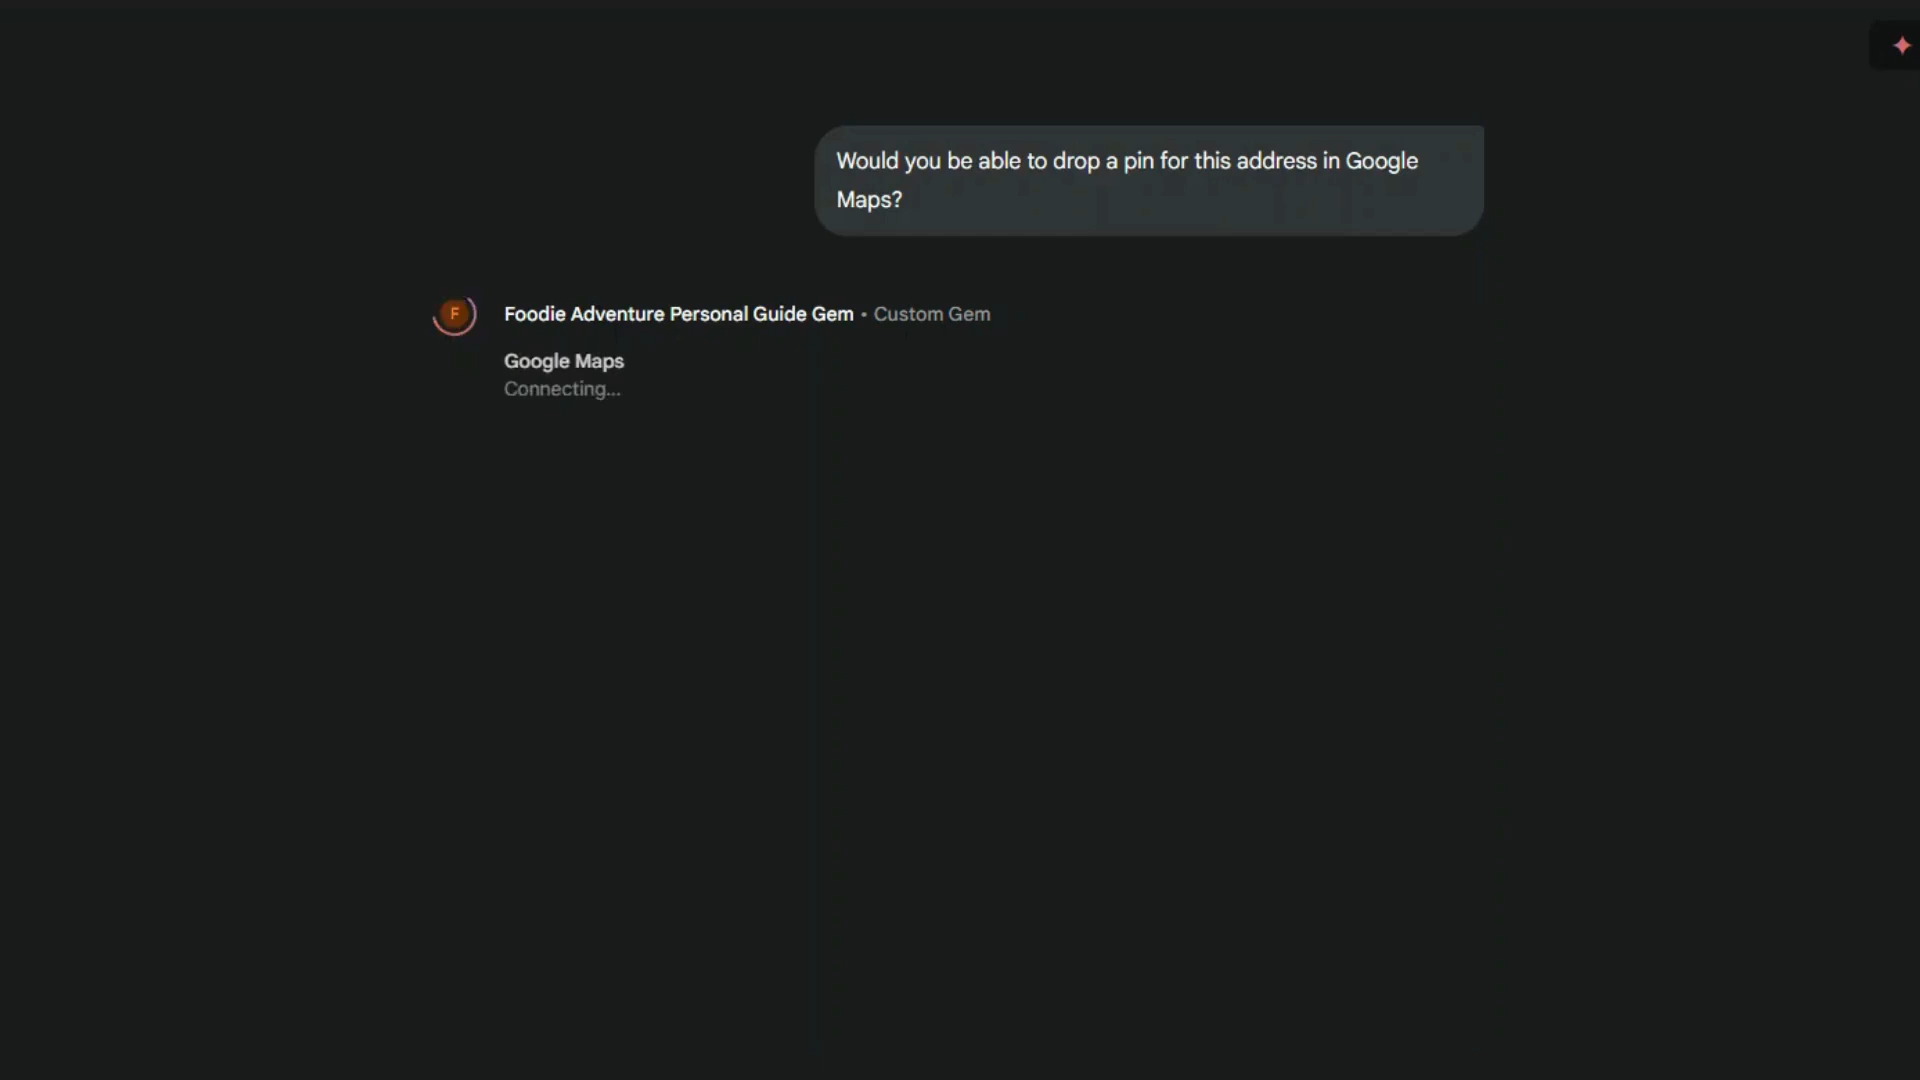 Would you be able to drop a pin for this address in Google
Maps?
F
Foodie Adventure Personal Guide Gem • Custom Gem
Google Maps
Connecting...